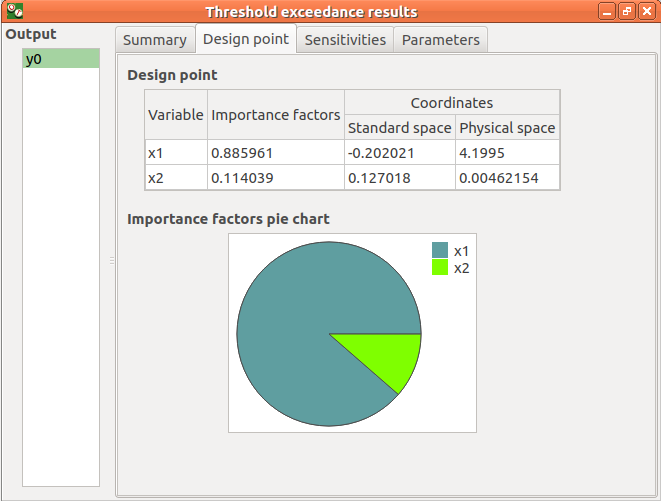 Threshold exceedance results
Output
y0
Summary Design point Sensitivities Parameters
Design point
Variable Importance factors Coordinates
Standard space Physical space
x1 0.885961 -0.202021 4.1995
x2 0.114039 0.127018 0.00462154
Importance factors pie chart
x1
x2